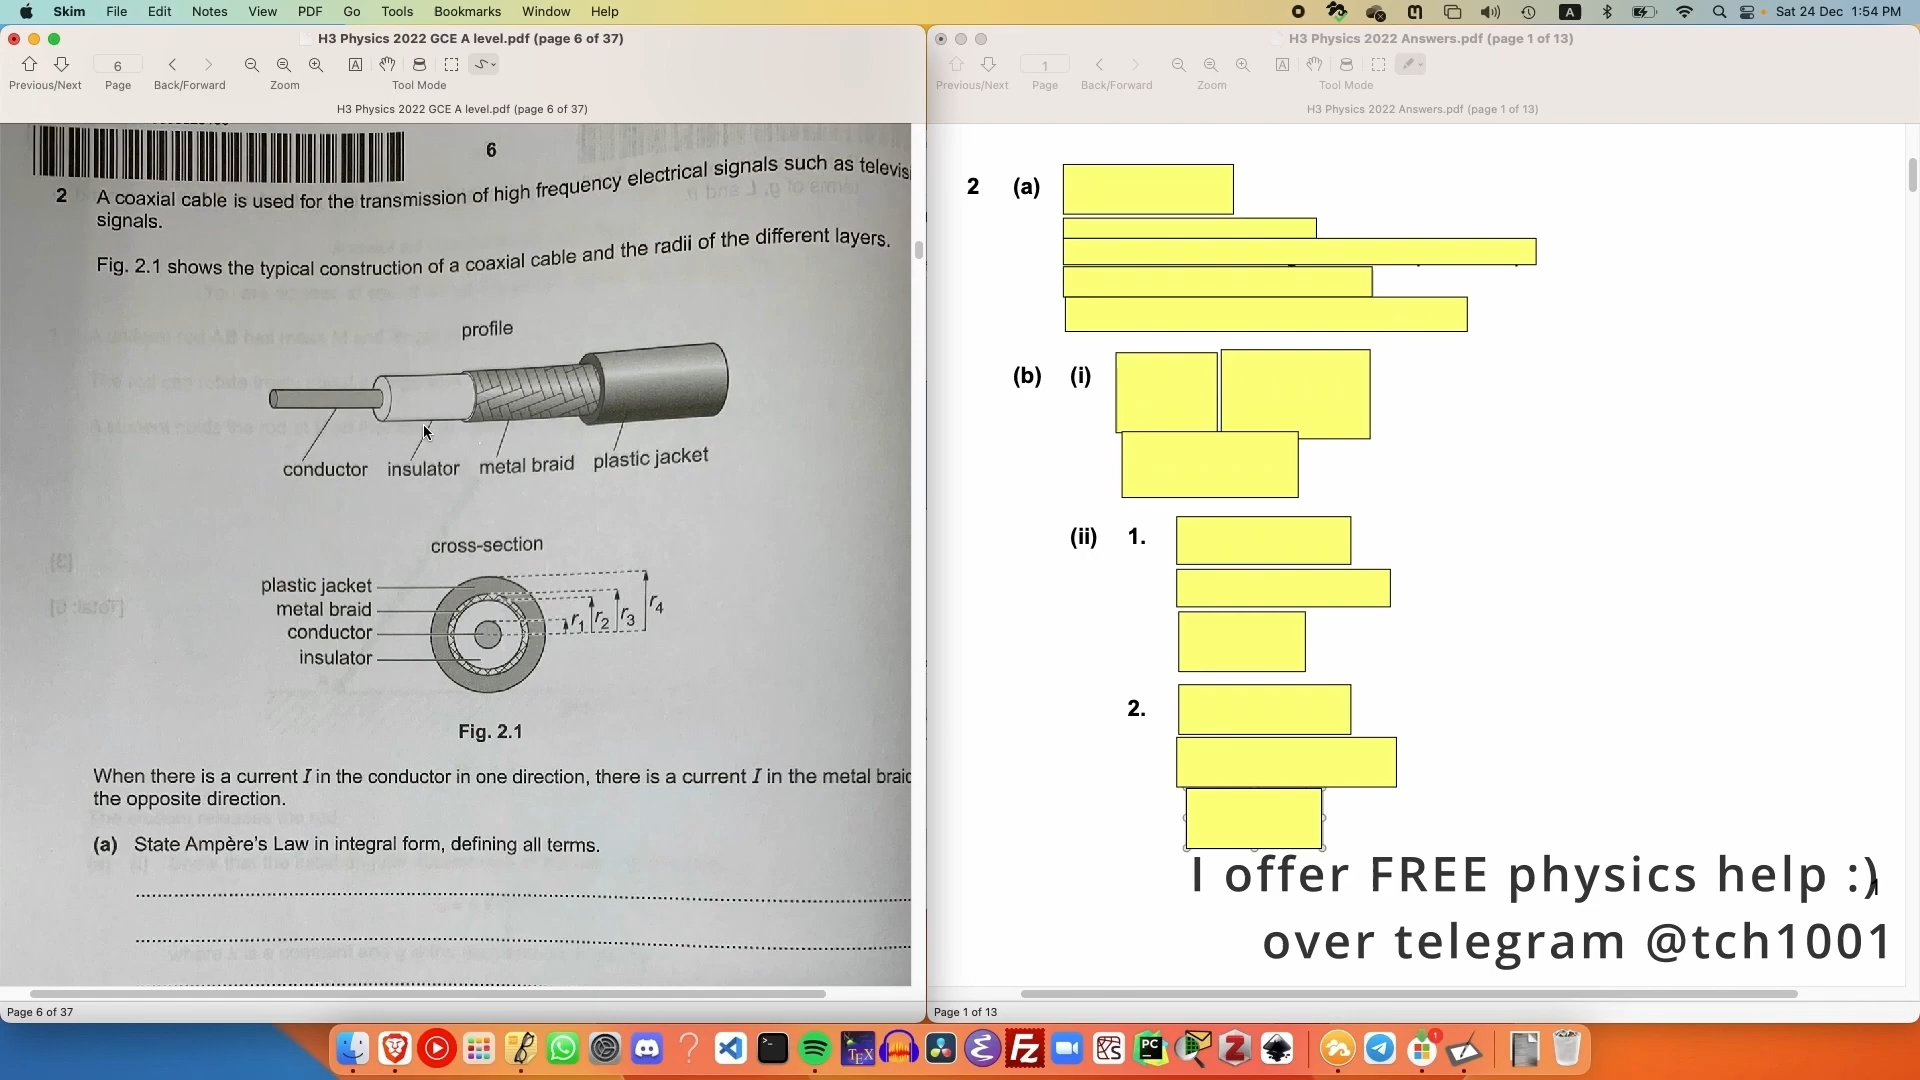 Skim File Edit Notes View PDF Go Tools Bookmarks Window Help
A
Sat 24 Dec 1:54 PM
H3 Physics 2022 GCE A level.pdf (page 6 of 37)
6
A
Previous/Next Page Back/Forward Zoom Tool Mode
H3 Physics 2022 GCE A level.pdf (page 6 of 37)
6
2 A coaxial cable is used for the transmission of high frequency electrical signals such as televis
signals.
Fig. 2.1 shows the typical construction of a coaxial cable and the radii of the different layers.
profile
conductor insulator metal braid plastic jacket
cross-section
plastic jacket
metal braid
conductor
insulator
r1 r2 r3 r4
Fig. 2.1
When there is a current I in the conductor in one direction, there is a current I in the metal braid
the opposite direction.
(a) State Ampère's Law in integral form, defining all terms.
Page 6 of 37
H3 Physics 2022 Answers.pdf (page 1 of 13)
1
A
Previous/Next Page Back/Forward Zoom Tool Mode
H3 Physics 2022 Answers.pdf (page 1 of 13)
2 (a)
(b) (i)
(ii) 1.
2.
I offer FREE physics help :)
over telegram @tch1001
Page 1 of 13
TEX
Fz
PC
Z
1